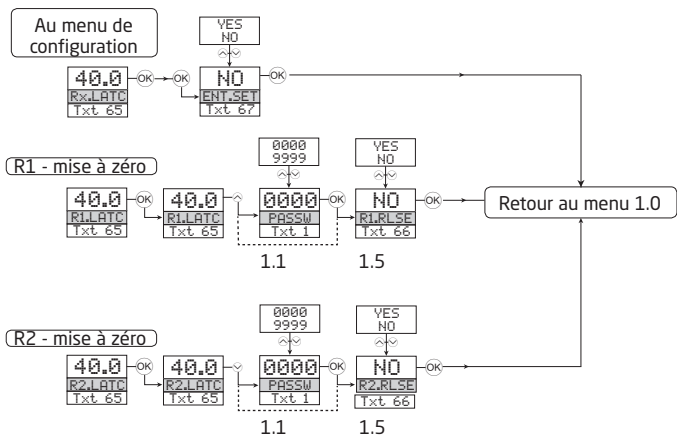 Au menu de
configuration
YES
NO
40.0
Rx.LATC
Txt 65
OK
OK
NO
ENT.SET
Txt 67
OK
R1 - mise à zéro
0000
9999
YES
NO
40.0
R1.LATC
Txt 65
OK
40.0
R1.LATC
Txt 65
0000
PASSW
Txt 1
OK
NO
R1.RLSE
Txt 66
OK
Retour au menu 1.0
1.1
1.5
R2 - mise à zéro
0000
9999
YES
NO
40.0
R2.LATC
Txt 65
OK
40.0
R2.LATC
Txt 65
0000
PASSW
Txt 1
OK
NO
R2.RLSE
Txt 66
OK
1.1
1.5